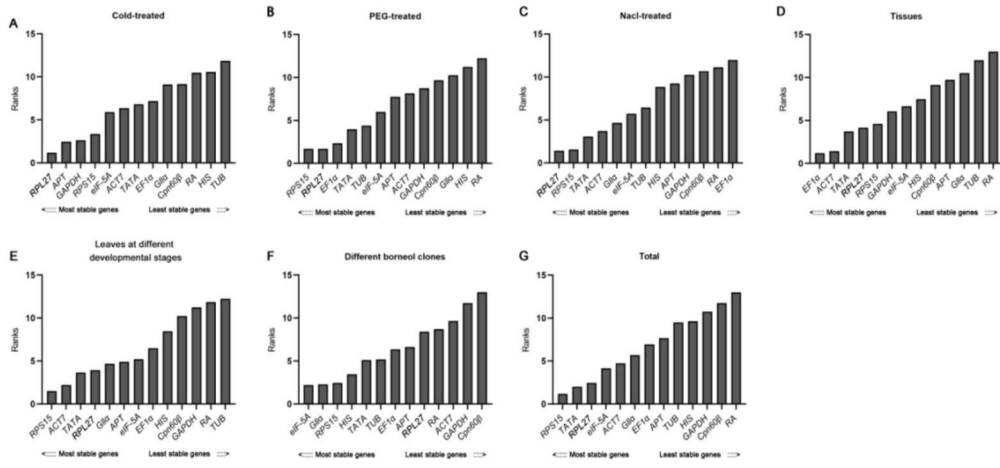 A
Cold-treated
Ranks
15
10
5
0
RPL27 APT GAPDH RPS15 eIF-5A ACT7 TATA EF1α GIIα Cpn60β RA HIS TUB
Most stable genes Least stable genes
B
PEG-treated
Ranks
15
10
5
0
RPS15 RPL27 EF1α TATA TUB eIF-5A APT ACT7 GAPDH Cpn60β GIIα HIS RA
Most stable genes Least stable genes
C
Nacl-treated
Ranks
15
10
5
0
RPL27 RPS15 TATA ACT7 GIIα eIF-5A TUB HIS APT GAPDH Cpn60β RA EF1α
Most stable genes Least stable genes
D
Tissues
Ranks
15
10
5
0
EF1α ACT7 TATA RPL27 RPS15 GAPDH eIF-5A HIS Cpn60β APT GIIα TUB RA
Most stable genes Least stable genes
E
Leaves at different
developmental stages
Ranks
15
10
5
0
RPS15 ACT7 TATA RPL27 GIIα APT eIF-5A EF1α HIS Cpn60β GAPDH RA TUB
Most stable genes Least stable genes
F
Different borneol clones
Ranks
15
10
5
0
eIF-5A GIIα RPS15 HIS TATA TUB EF1α APT RPL27 RA ACT7 GAPDH Cpn60β
Most stable genes Least stable genes
G
Total
Ranks
15
10
5
0
RPS15 TATA RPL27 eIF-5A ACT7 GIIα EF1α APT TUB HIS GAPDH Cpn60β RA
Most stable genes Least stable genes